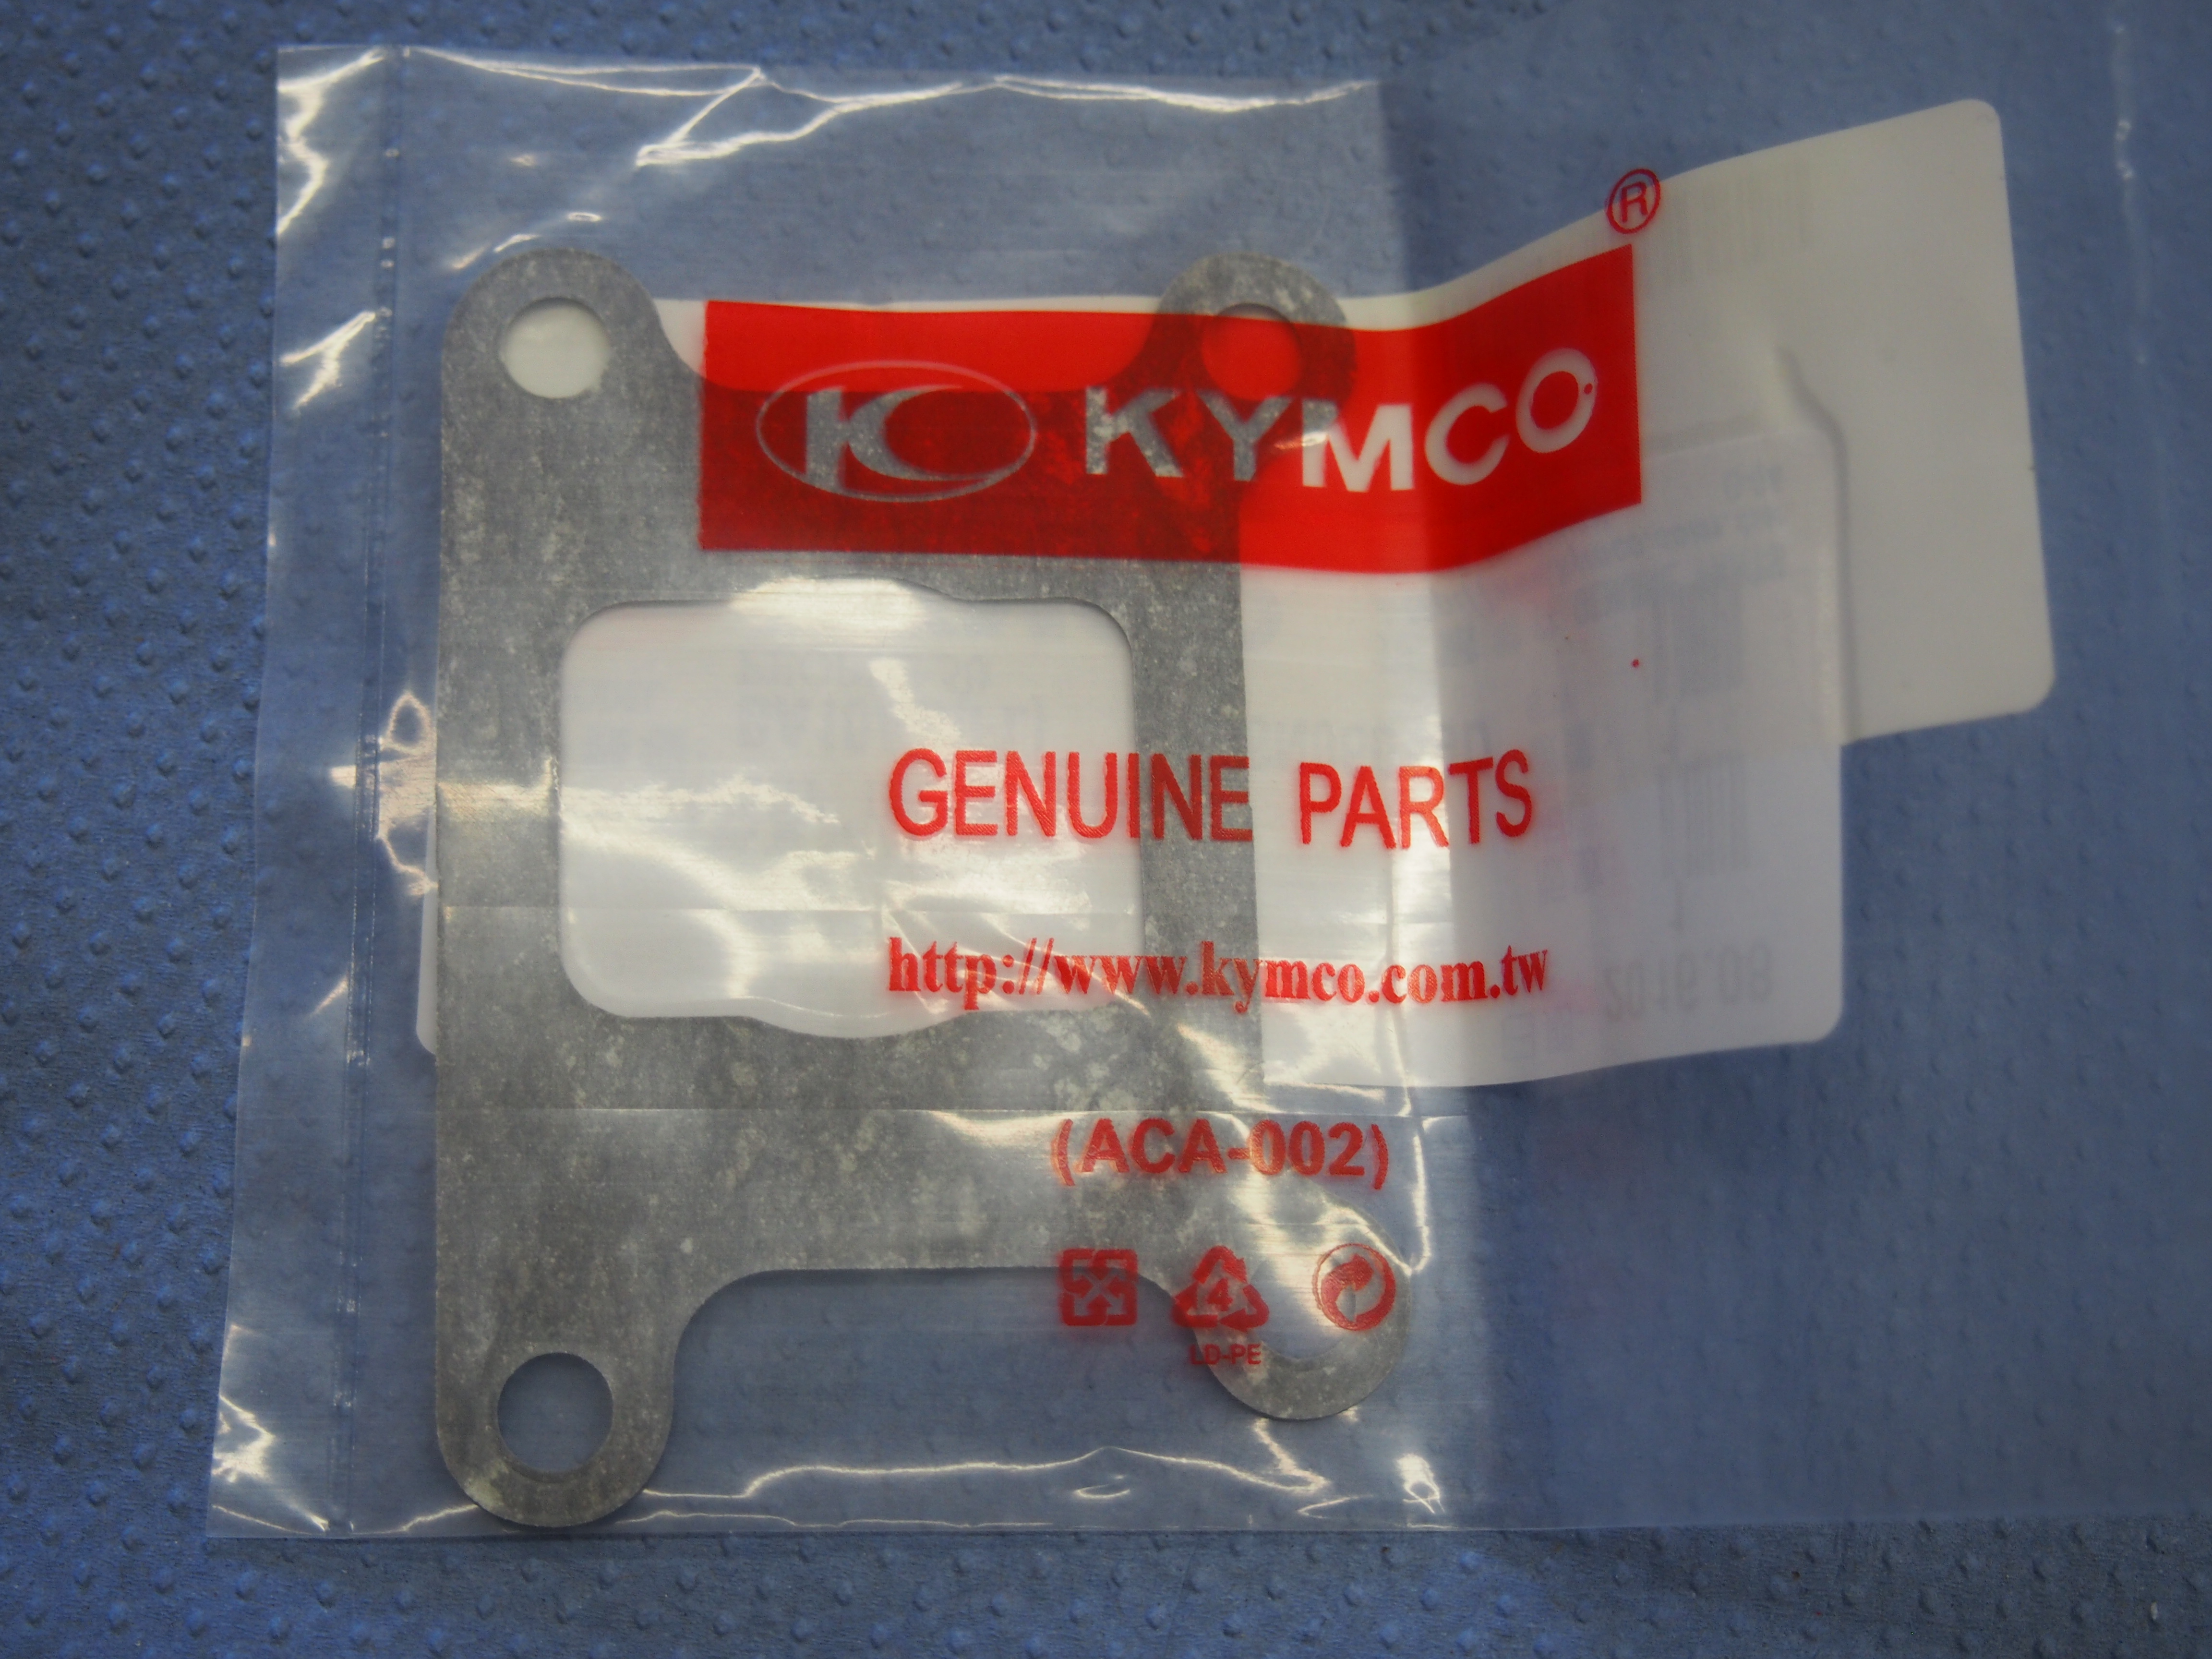 ®
KYMCO
GENUINE PARTS
http://www.kymco.com.tw
(ACA-002)
4
LD-PE